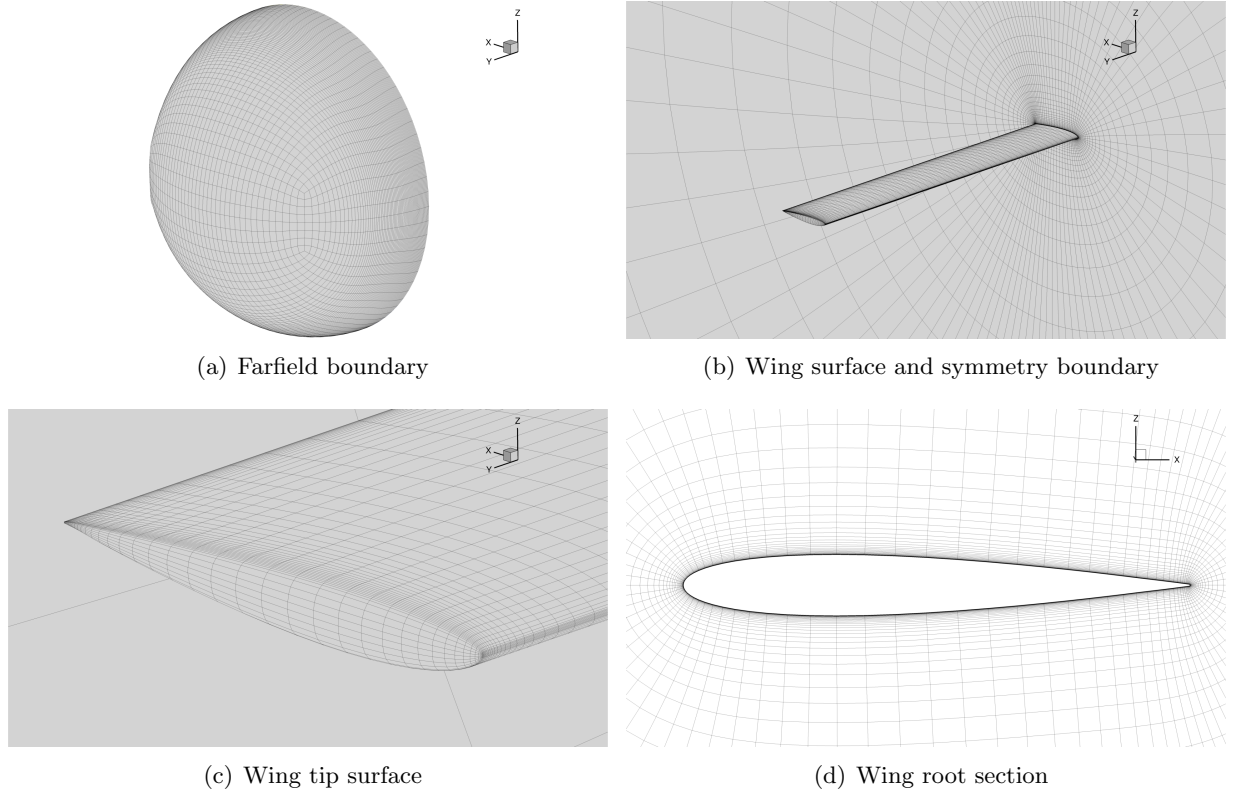 Z
X
Y
Z
X
Y
(a) Farfield boundary
(b) Wing surface and symmetry boundary
Z
X
Y
Z
X
(c) Wing tip surface
(d) Wing root section